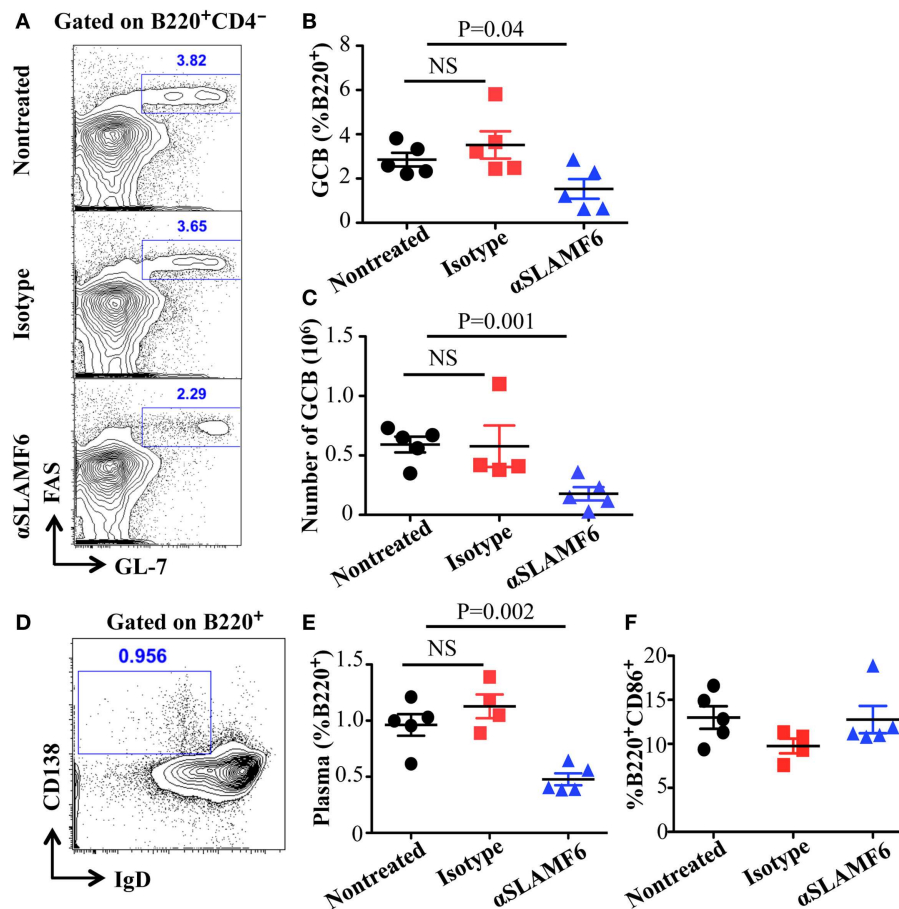 A
Gated on B220+CD4−
3.82
Nontreated
3.65
Isotype
2.29
αSLAMF6
FAS
GL-7
B
P=0.04
NS
GCB (%B220+)
8
6
4
2
0
Nontreated
Isotype
αSLAMF6
C
P=0.001
NS
Number of GCB (10⁶)
1.5
1.0
0.5
0
Nontreated
Isotype
αSLAMF6
D
Gated on B220+
0.956
CD138
IgD
E
P=0.002
NS
Plasma (%B220+)
1.5
1.0
0.5
0
Nontreated
Isotype
αSLAMF6
F
%B220+CD86+
20
15
10
5
0
Nontreated
Isotype
αSLAMF6